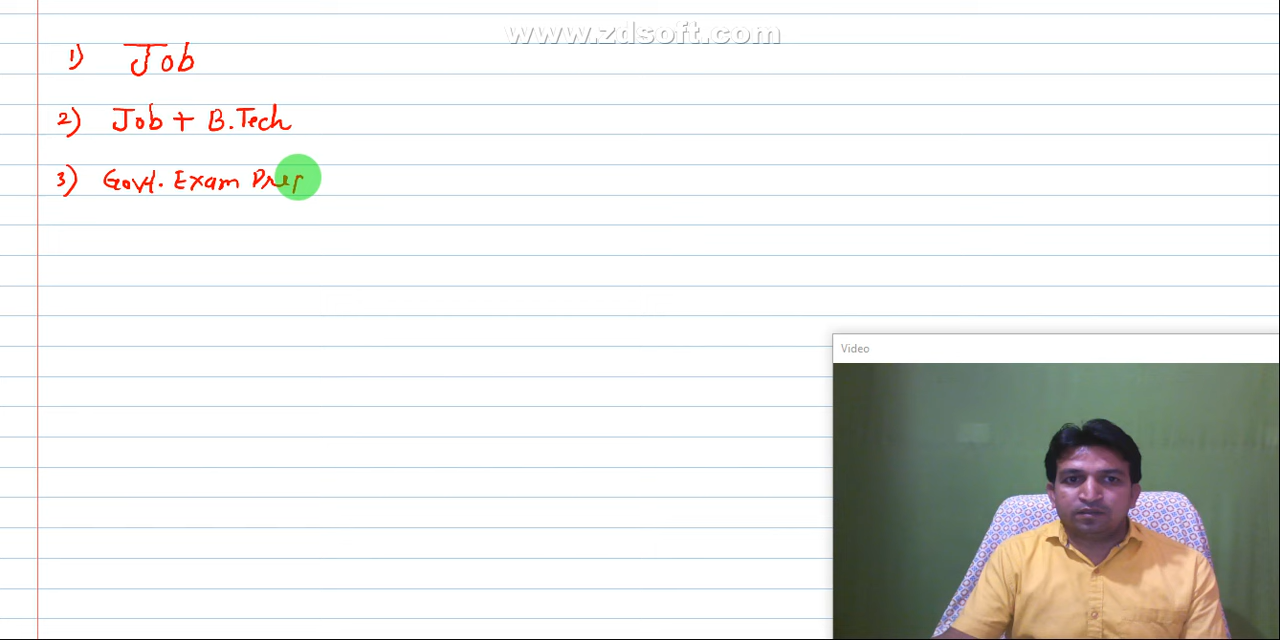 www.zdsoft.com
1) Job
2) Job + B.Tech
3) Govt. Exam Prep
Video